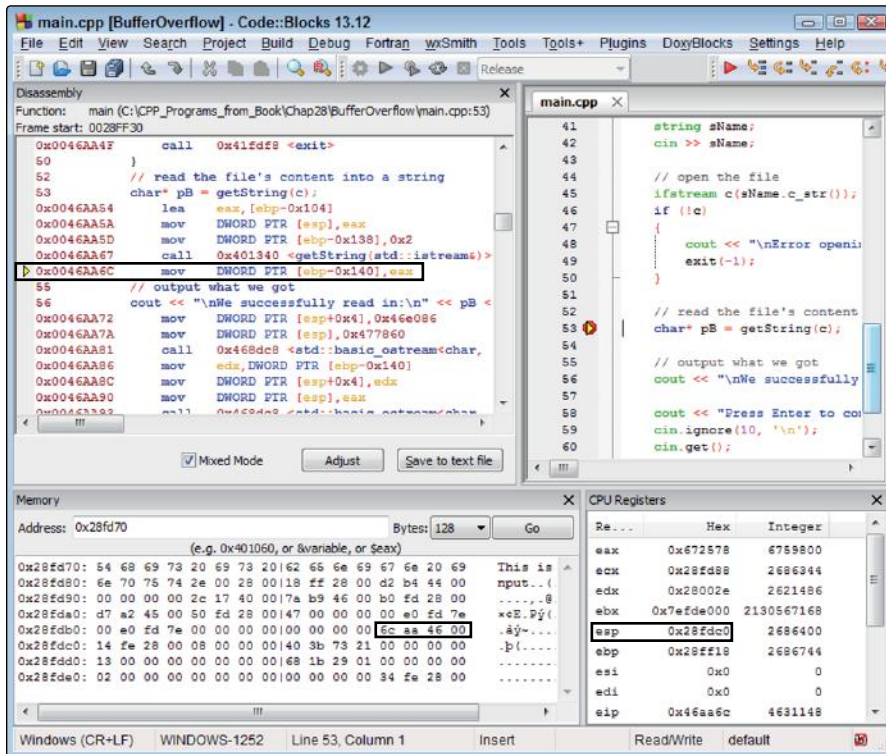 main.cpp [BufferOverflow] - Code::Blocks 13.12
File Edit View Search Project Build Debug Fortran wxSmith Tools Tools+ Plugins DoxyBlocks Settings Help
Release
Disassembly
Function: main (C:\CPP_Programs_from_Book\Chap28\BufferOverflow\main.cpp:53)
Frame start: 0028FF30
0x0046AA4F call 0x41fdf8 <exit>
50 }
52 // read the file's content into a string
53 char* pB = getString(c);
0x0046AA54 lea eax,[ebp-0x104]
0x0046AA5A mov DWORD PTR [esp],eax
0x0046AA5D mov DWORD PTR [ebp-0x138],0x2
0x0046AA67 call 0x401340 <getString(std::istream&)>
0x0046AA6C mov DWORD PTR [ebp-0x140],eax
55 // output what we got
56 cout << "\nWe successfully read in:\n" << pB <
0x0046AA72 mov DWORD PTR [esp+0x4],0x46e086
0x0046AA7A mov DWORD PTR [esp],0x477860
0x0046AA81 call 0x468dc8 <std::basic_ostream<char,
0x0046AA86 mov edx,DWORD PTR [ebp-0x140]
0x0046AA8C mov DWORD PTR [esp+0x4],edx
0x0046AA90 mov DWORD PTR [esp],eax
Mixed Mode Adjust Save to text file
main.cpp
41 string sName;
42 cin >> sName;
43
44 // open the file
45 ifstream c(sName.c_str());
46 if (!c)
47 {
48 cout << "\nError openi
49 exit(-1);
50 }
51
52 // read the file's content
53 char* pB = getString(c);
54
55 // output what we got
56 cout << "\nWe successfully
57
58 cout << "Press Enter to co
59 cin.ignore(10, '\n');
60 cin.get();
Memory
Address: 0x28fd70 Bytes: 128 Go
(e.g. 0x401060, or &variable, or $eax)
0x28fd70: 54 68 69 73 20 69 73 20|62 65 6e 69 67 6e 20 69 This is
0x28fd80: 6e 70 75 74 2e 00 28 00|18 ff 28 00 d2 b4 44 00 nput..(.
0x28fd90: 00 00 00 00 2c 17 40 00|7a b9 46 00 b0 fd 28 00 ....,.@
0x28fda0: d7 a2 45 00 50 fd 28 00|47 00 00 00 00 e0 fd 7e ×¢E.Pý(
0x28fdb0: 00 e0 fd 7e 00 00 00 00|00 00 00 00 6c aa 46 00 .àý~....
0x28fdc0: 14 fe 28 00 08 00 00 00|40 3b 73 21 00 00 00 00 .þ(.....
0x28fdd0: 13 00 00 00 00 00 00 00|68 1b 29 01 00 00 00 00 ........
0x28fde0: 02 00 00 00 00 00 00 00|00 00 00 00 34 fe 28 00 ........
CPU Registers
Re... Hex Integer
eax 0x672578 6759800
ecx 0x28fd88 2686344
edx 0x28002e 2621486
ebx 0x7efde000 2130567168
esp 0x28fdc0 2686400
ebp 0x28ff18 2686744
esi 0x0 0
edi 0x0 0
eip 0x46aa6c 4631148
Windows (CR+LF) WINDOWS-1252 Line 53, Column 1 Insert Read/Write default